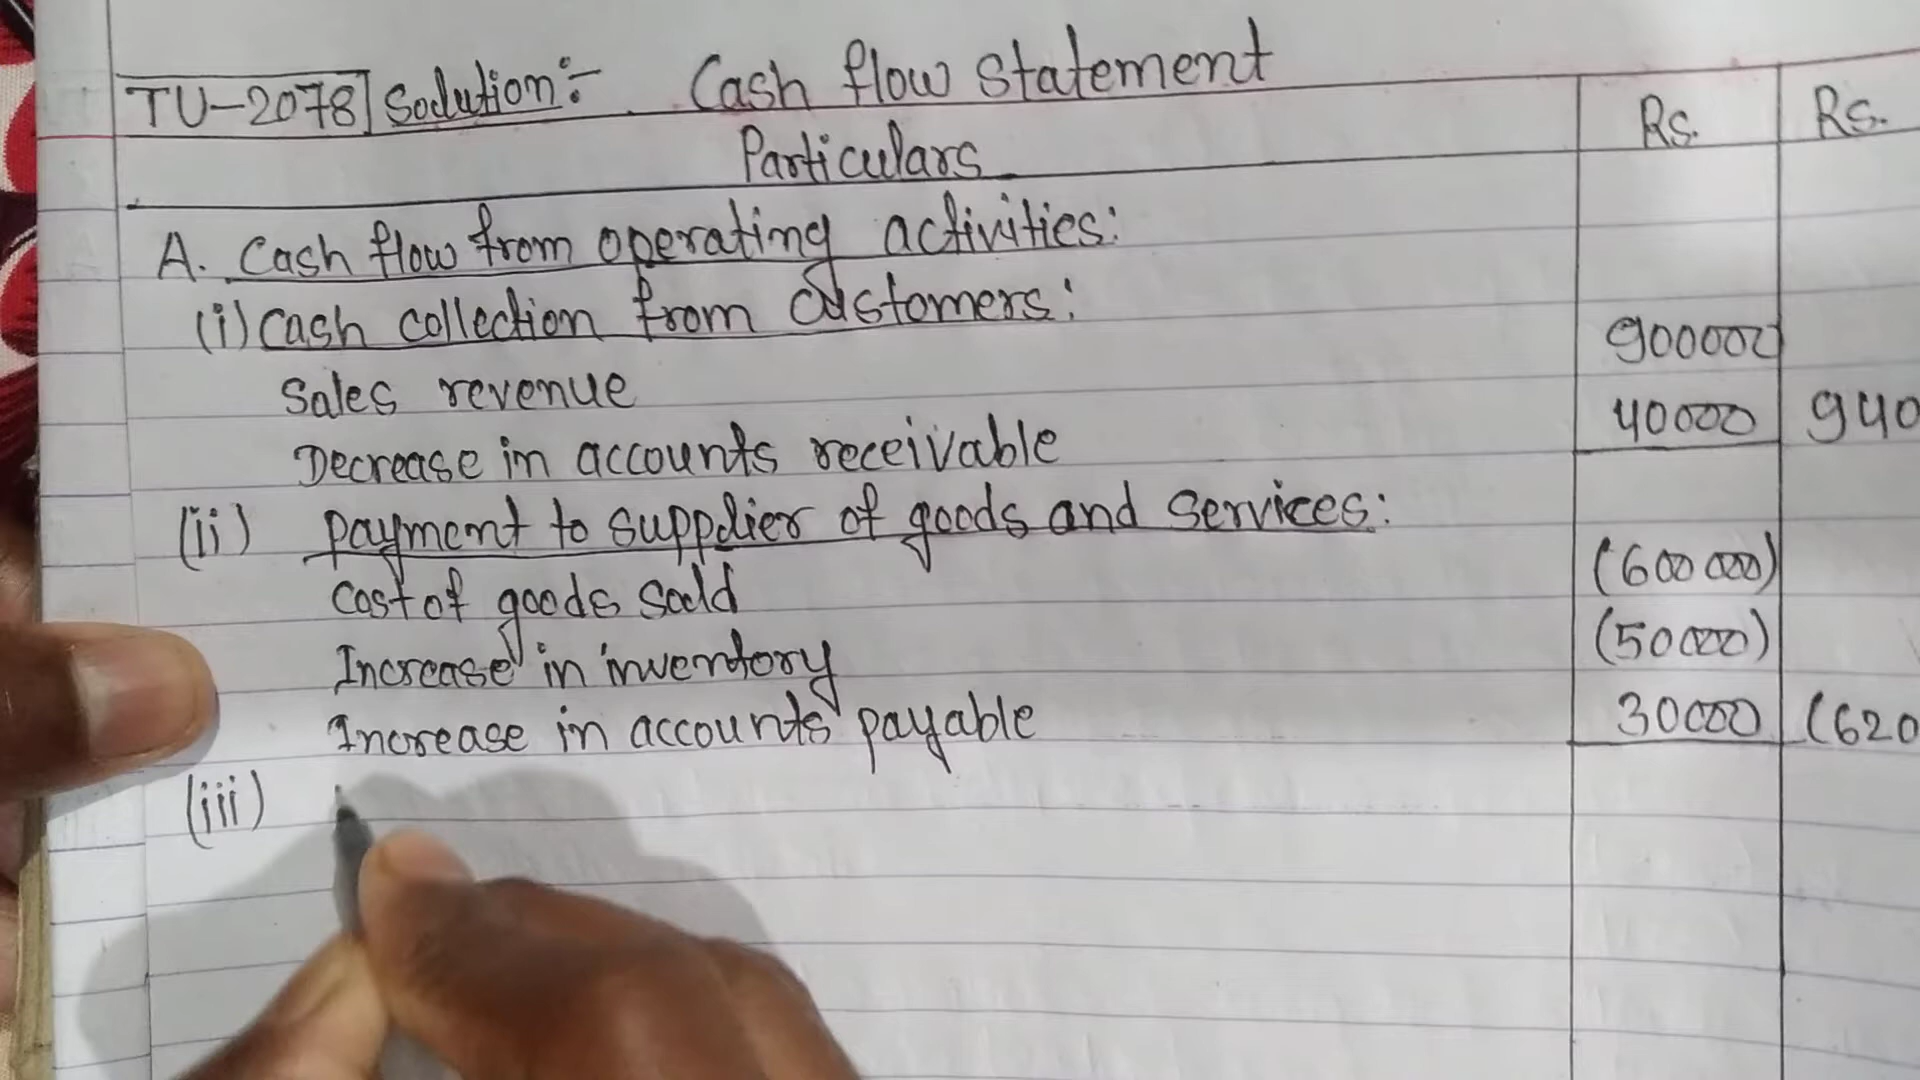 TU-2078 Solution:- Cash flow statement
Particulars Rs. Rs.
A. Cash flow from operating activities:
(i) Cash collection from customers:
Sales revenue 900000
Decrease in accounts receivable 40000 940
(ii) payment to supplier of goods and services:
Cost of goods sold (600000)
Increase in inventory (50000)
Increase in accounts payable 30000 (620
(iii)